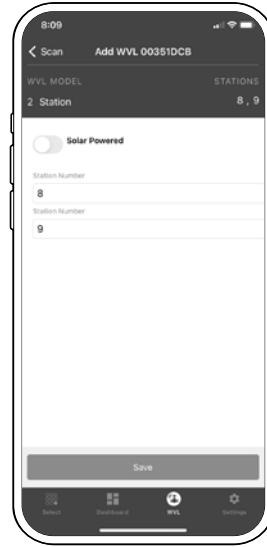 8:09
Scan Add WVL 00351DCB
WVL MODEL STATIONS
2 Station 8 , 9
Solar Powered
Station Number
8
Station Number
9
Save
Select Dashboard WVL Settings